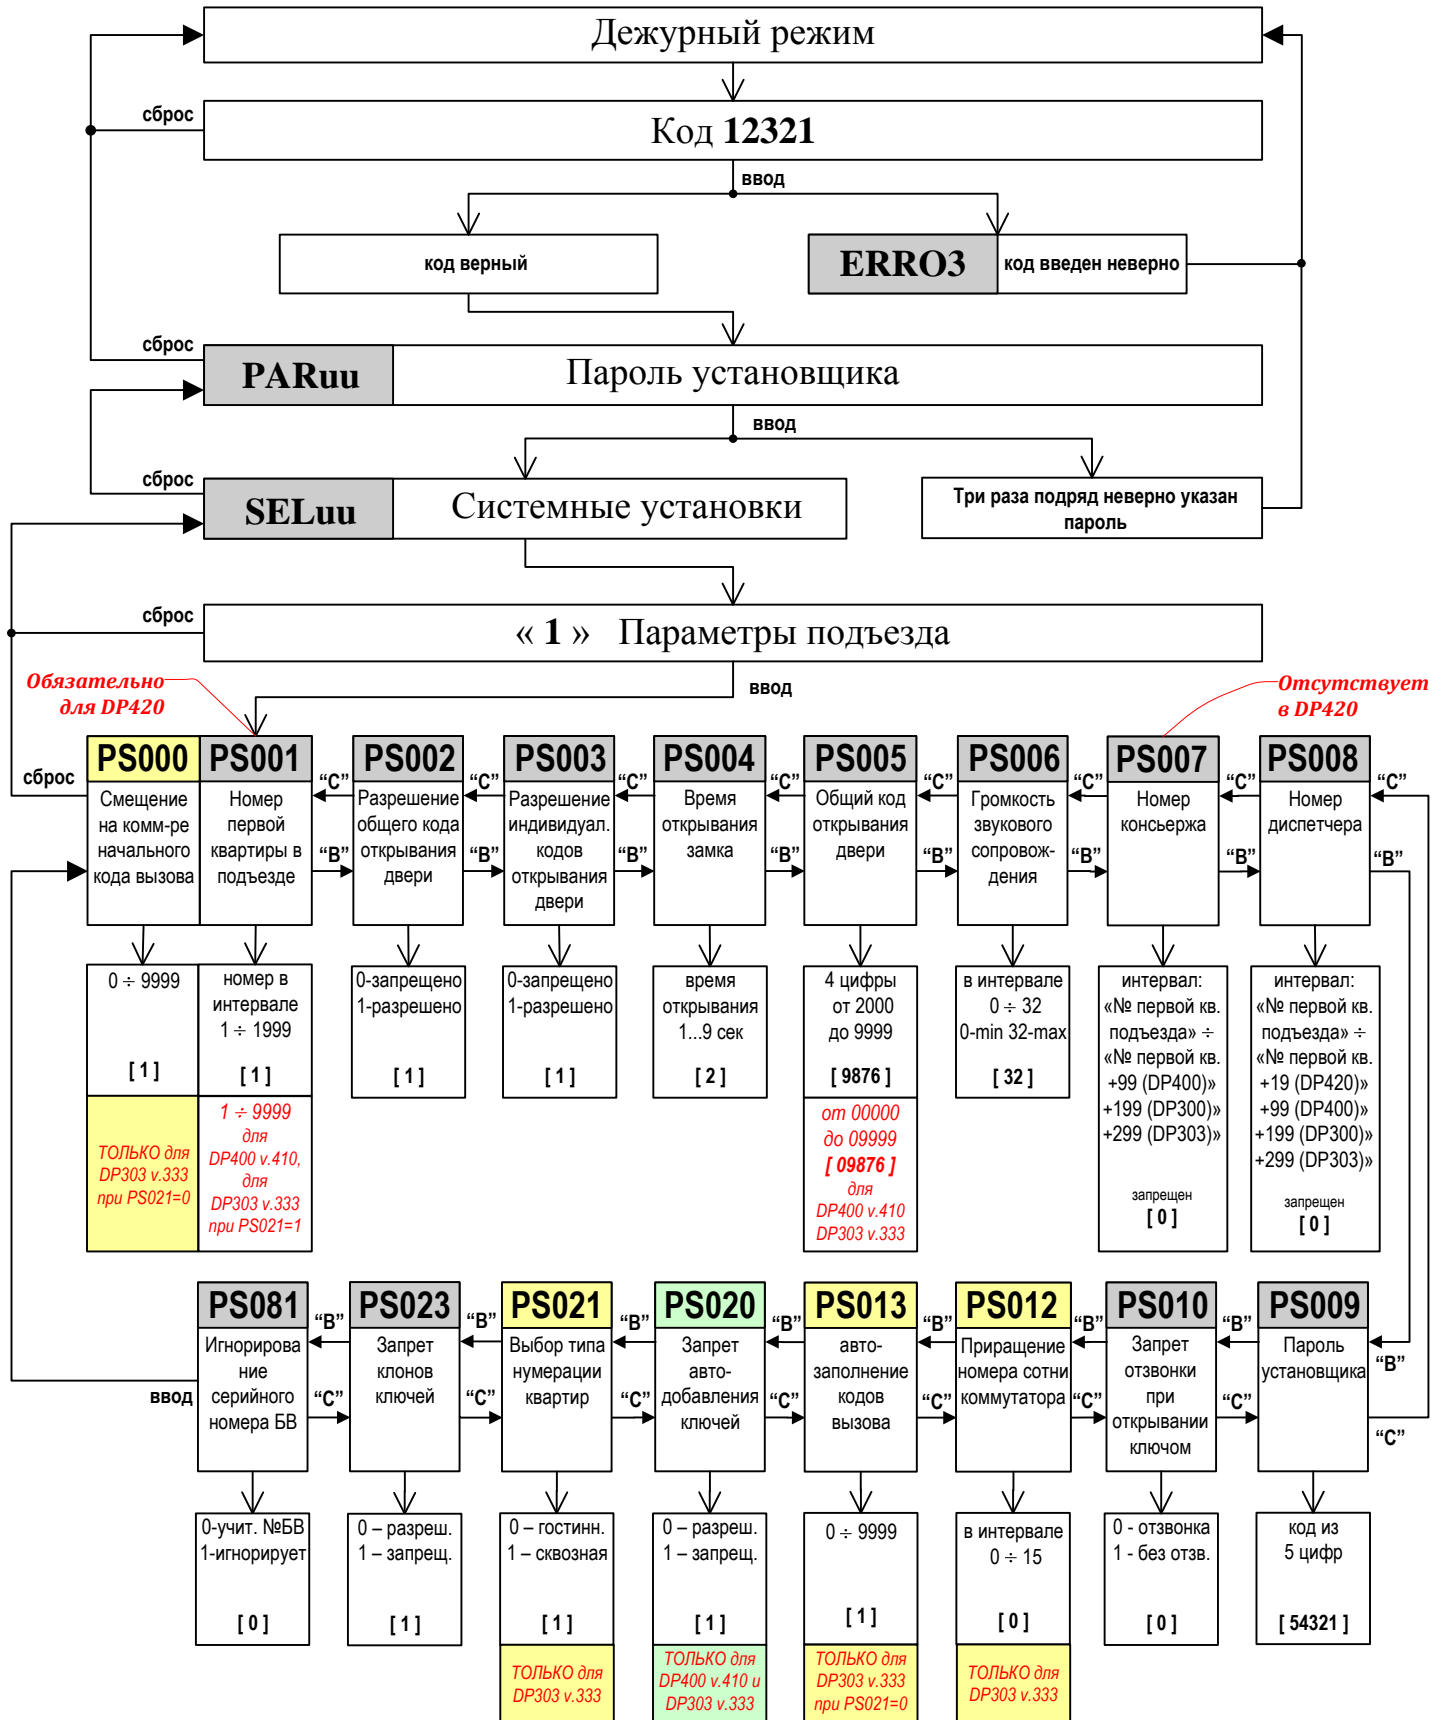 Дежурный режим
сброс
Код 12321
ввод
код верный
ERRO3
код введен неверно
сброс
PARuu
Пароль установщика
ввод
сброс
SELuu
Системные установки
Три раза подряд неверно указан
пароль
сброс
« 1 » Параметры подъезда
ввод
Обязательно
для DP420
Отсутствует
в DP420
сброс
PS000
Смещение
на комм-ре
начального
кода вызова
0 ÷ 9999
[ 1 ]
ТОЛЬКО для
DP303 v.333
при PS021=0
PS001
Номер
первой
квартиры в
подъезде
номер в
интервале
1 ÷ 1999
[ 1 ]
1 ÷ 9999
для
DP400 v.410,
для
DP303 v.333
при PS021=1
“C”
“B”
PS002
Разрешение
общего кода
открывания
двери
0-запрещено
1-разрешено
[ 1 ]
“C”
“B”
PS003
Разрешение
индивидуал.
кодов
открывания
двери
0-запрещено
1-разрешено
[ 1 ]
“C”
“B”
PS004
Время
открывания
замка
время
открывания
1...9 сек
[ 2 ]
“C”
“B”
PS005
Общий код
открывания
двери
4 цифры
от 2000
до 9999
[ 9876 ]
от 00000
до 09999
[ 09876 ]
для
DP400 v.410
DP303 v.333
“C”
“B”
PS006
Громкость
звукового
сопровож-
дения
в интервале
0 ÷ 32
0-min 32-max
[ 32 ]
“C”
“B”
PS007
Номер
консьержа
интервал:
«№ первой кв.
подъезда» ÷
«№ первой кв.
+99 (DP400)»
+199 (DP300)»
+299 (DP303)»
запрещен
[ 0 ]
“C”
“B”
PS008
Номер
диспетчера
интервал:
«№ первой кв.
подъезда» ÷
«№ первой кв.
+19 (DP420)»
+99 (DP400)»
+199 (DP300)»
+299 (DP303)»
запрещен
[ 0 ]
“C”
“B”
ввод
PS081
Игнорирова
ние
серийного
номера БВ
0-учит. №БВ
1-игнорирует
[ 0 ]
“B”
“C”
PS023
Запрет
клонов
ключей
0 – разреш.
1 – запрещ.
[ 1 ]
“B”
“C”
PS021
Выбор типа
нумерации
квартир
0 – гостинн.
1 – сквозная
[ 1 ]
ТОЛЬКО для
DP303 v.333
“B”
“C”
PS020
Запрет
авто-
добавления
ключей
0 – разреш.
1 – запрещ.
[ 1 ]
ТОЛЬКО для
DP400 v.410 и
DP303 v.333
“B”
“C”
PS013
авто-
заполнение
кодов
вызова
0 ÷ 9999
[ 1 ]
ТОЛЬКО для
DP303 v.333
при PS021=0
“B”
“C”
PS012
Приращение
номера сотни
коммутатора
в интервале
0 ÷ 15
[ 0 ]
ТОЛЬКО для
DP303 v.333
“B”
“C”
PS010
Запрет
отзвонки
при
открывании
ключом
0 - отзвонка
1 - без отзв.
[ 0 ]
“B”
“C”
PS009
Пароль
установщика
код из
5 цифр
[ 54321 ]
“B”
“C”